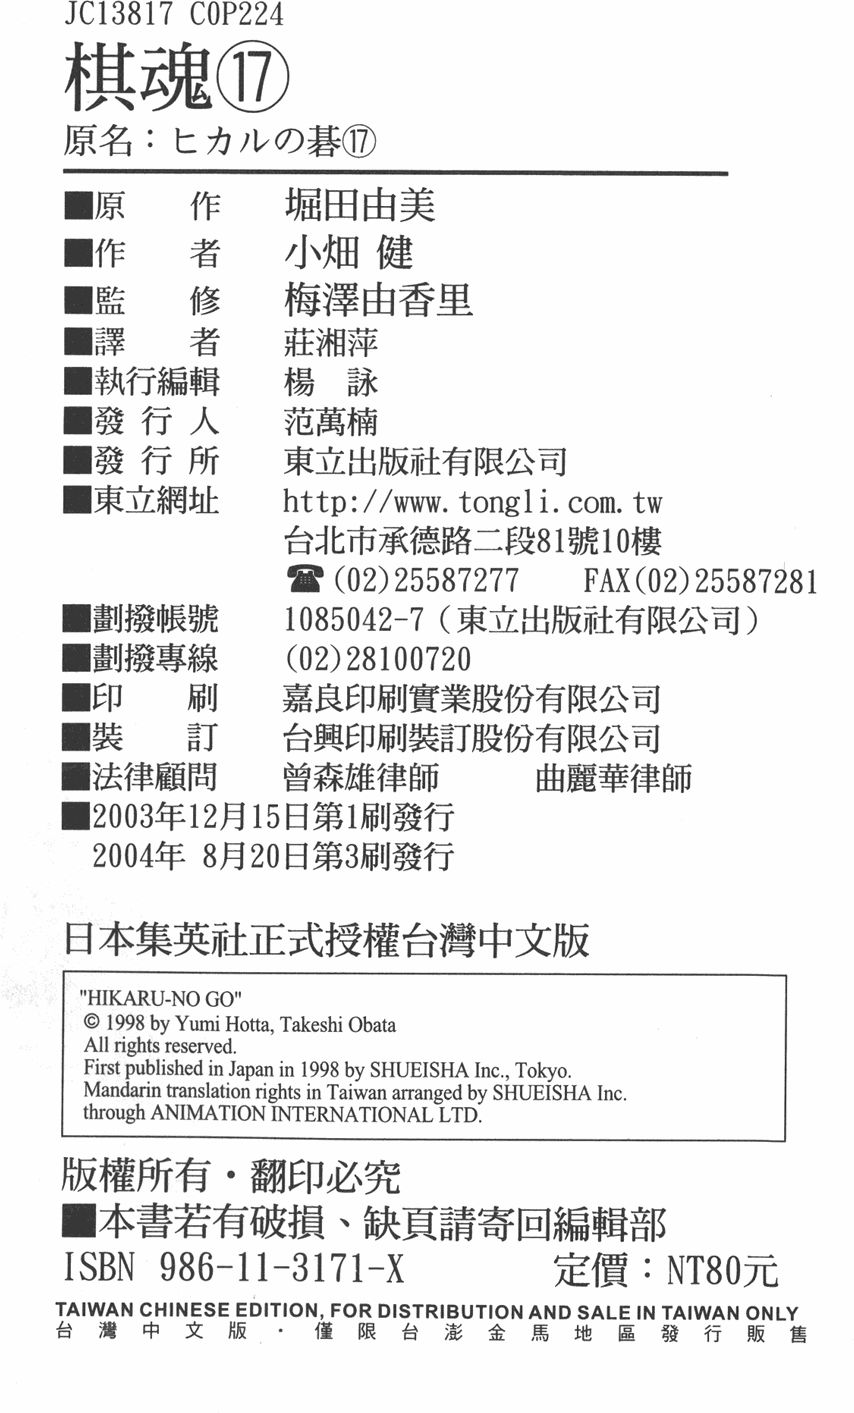 JC13817 C0P224
棋魂⑰
原名：ヒカルの碁⑰
■原　　作　　堀田由美
■作　　者　　小畑 健
■監　　修　　梅澤由香里
■譯　　者　　莊湘萍
■執行編輯　　楊　詠
■發 行 人　　范萬楠
■發 行 所　　東立出版社有限公司
■東立網址　　http://www.tongli.com.tw
台北市承德路二段81號10樓
☎(02)25587277　　FAX(02)25587281
■劃撥帳號　　1085042-7（東立出版社有限公司）
■劃撥專線　　(02)28100720
■印　　刷　　嘉良印刷實業股份有限公司
■裝　　訂　　台興印刷裝訂股份有限公司
■法律顧問　　曾森雄律師　　　曲麗華律師
■2003年12月15日第1刷發行
2004年 8月20日第3刷發行
日本集英社正式授權台灣中文版
"HIKARU-NO GO"
© 1998 by Yumi Hotta, Takeshi Obata
All rights reserved.
First published in Japan in 1998 by SHUEISHA Inc., Tokyo.
Mandarin translation rights in Taiwan arranged by SHUEISHA Inc.
through ANIMATION INTERNATIONAL LTD.
版權所有・翻印必究
■本書若有破損、缺頁請寄回編輯部
ISBN 986-11-3171-X　　　定價：NT80元
TAIWAN CHINESE EDITION, FOR DISTRIBUTION AND SALE IN TAIWAN ONLY
台灣中文版・僅限台澎金馬地區發行販售